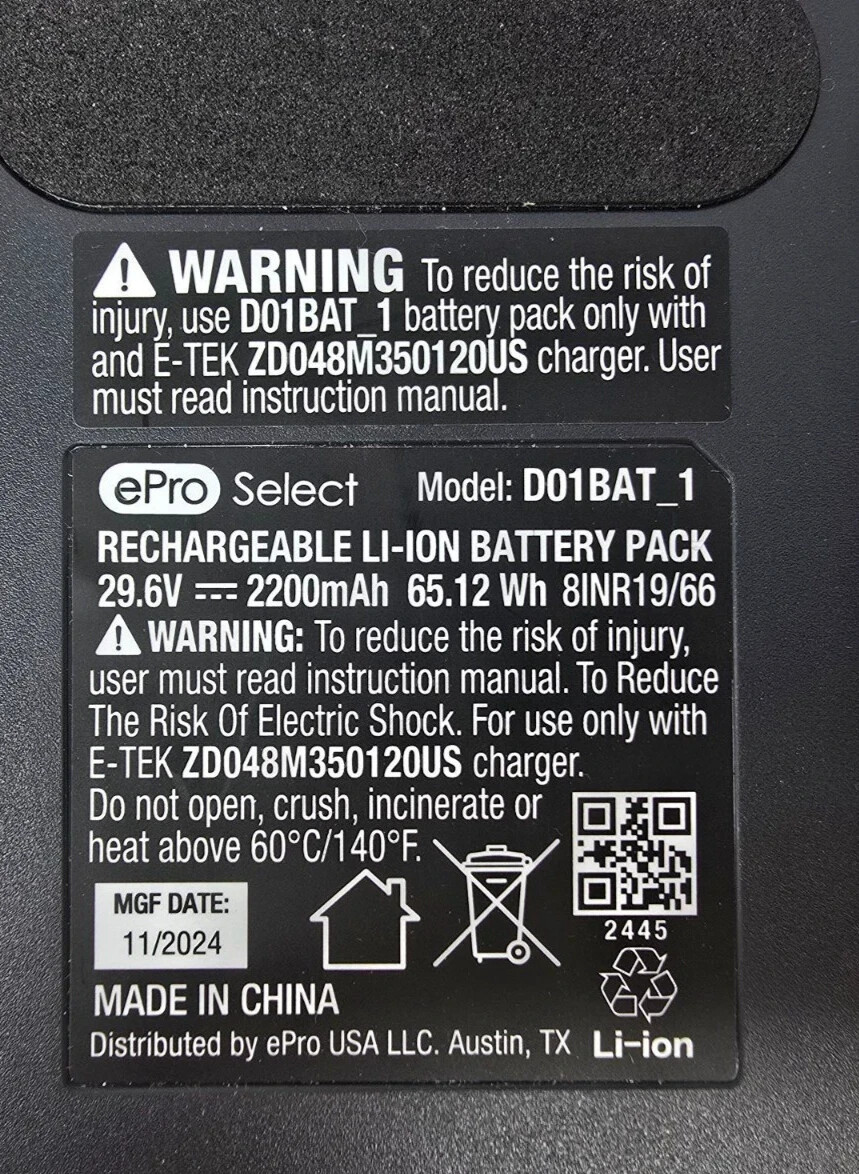 WARNING To reduce the risk of
injury, use D01BAT_1 battery pack only with
and E-TEK ZD048M350120US charger. User
must read instruction manual.
ePro Select Model: D01BAT_1
RECHARGEABLE LI-ION BATTERY PACK
29.6V 2200mAh 65.12 Wh 8INR19/66
WARNING: To reduce the risk of injury,
user must read instruction manual. To Reduce
The Risk Of Electric Shock. For use only with
E-TEK ZD048M350120US charger.
Do not open, crush, incinerate or
heat above 60°C/140°F.
2445
MGF DATE:
11/2024
MADE IN CHINA
Distributed by ePro USA LLC. Austin, TX Li-ion